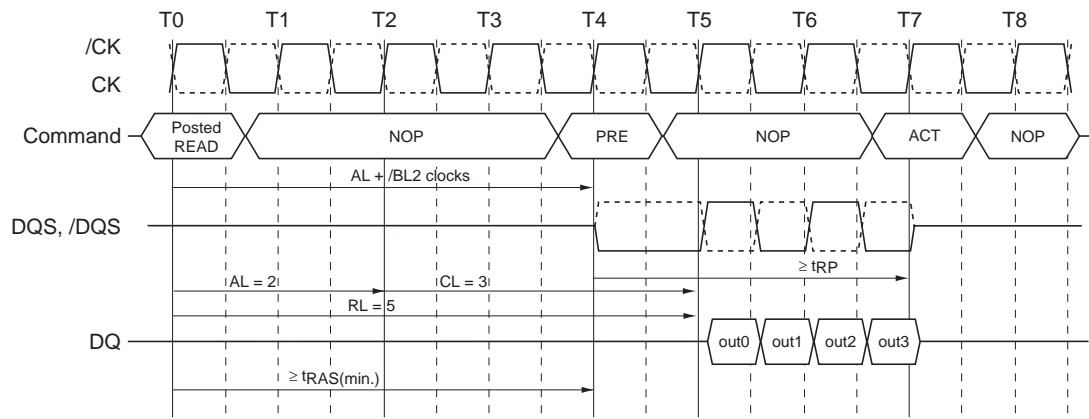 T0 T1 T2 T3 T4 T5 T6 T7 T8
/CK
CK
Command
Posted
READ
NOP
PRE
NOP
ACT
NOP
AL + /BL2 clocks
DQS, /DQS
≥ tRP
AL = 2
CL = 3
RL = 5
DQ
out0 out1 out2 out3
≥ tRAS(min.)